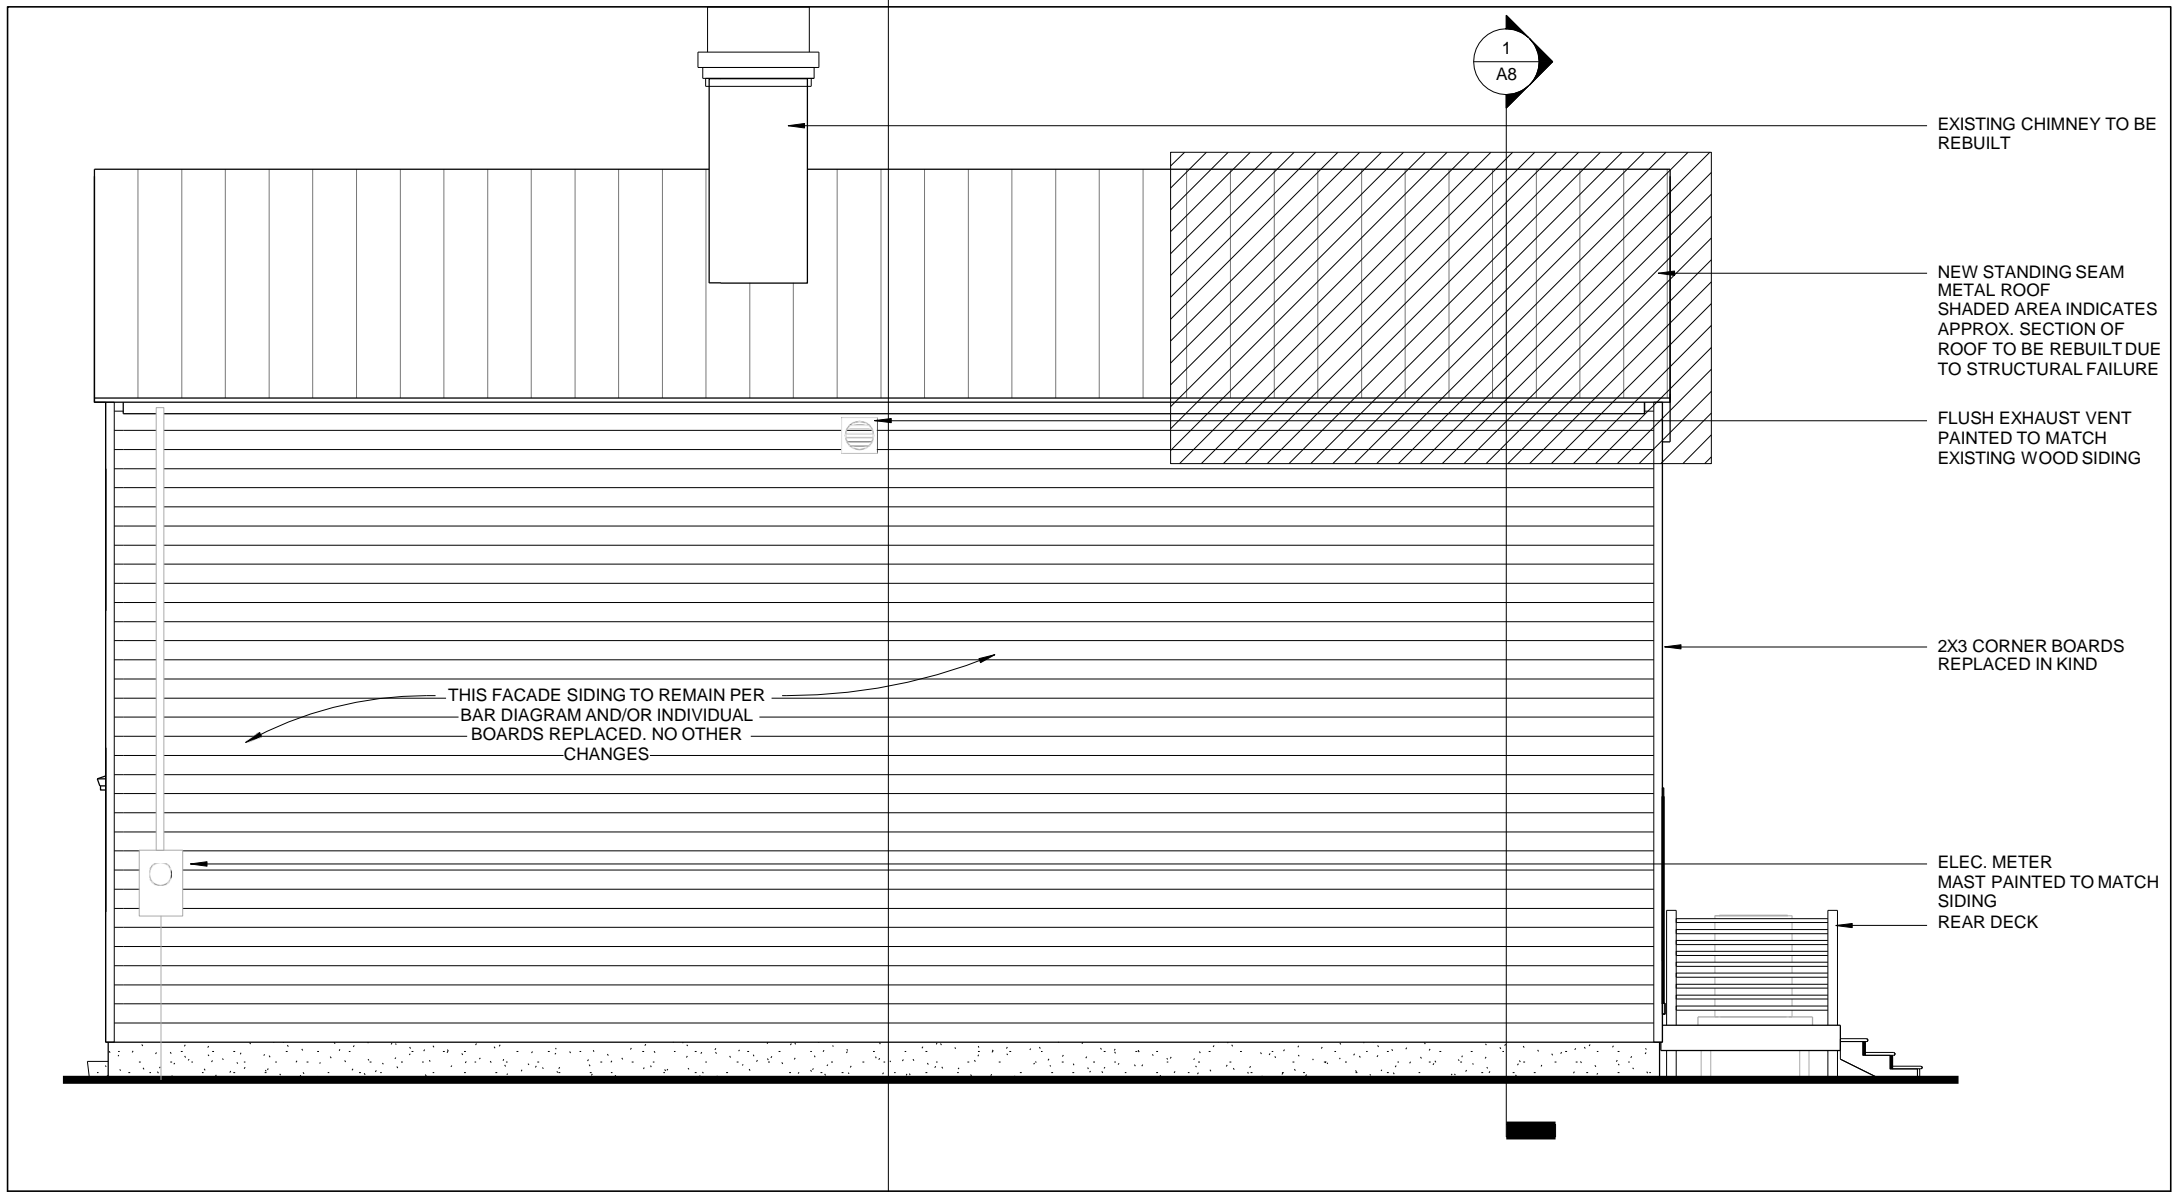 1
A8
EXISTING CHIMNEY TO BE
REBUILT
NEW STANDING SEAM
METAL ROOF
SHADED AREA INDICATES
APPROX. SECTION OF
ROOF TO BE REBUILT DUE
TO STRUCTURAL FAILURE
FLUSH EXHAUST VENT
PAINTED TO MATCH
EXISTING WOOD SIDING
2X3 CORNER BOARDS
REPLACED IN KIND
THIS FACADE SIDING TO REMAIN PER
BAR DIAGRAM AND/OR INDIVIDUAL
BOARDS REPLACED. NO OTHER
CHANGES
ELEC. METER
MAST PAINTED TO MATCH
SIDING
REAR DECK